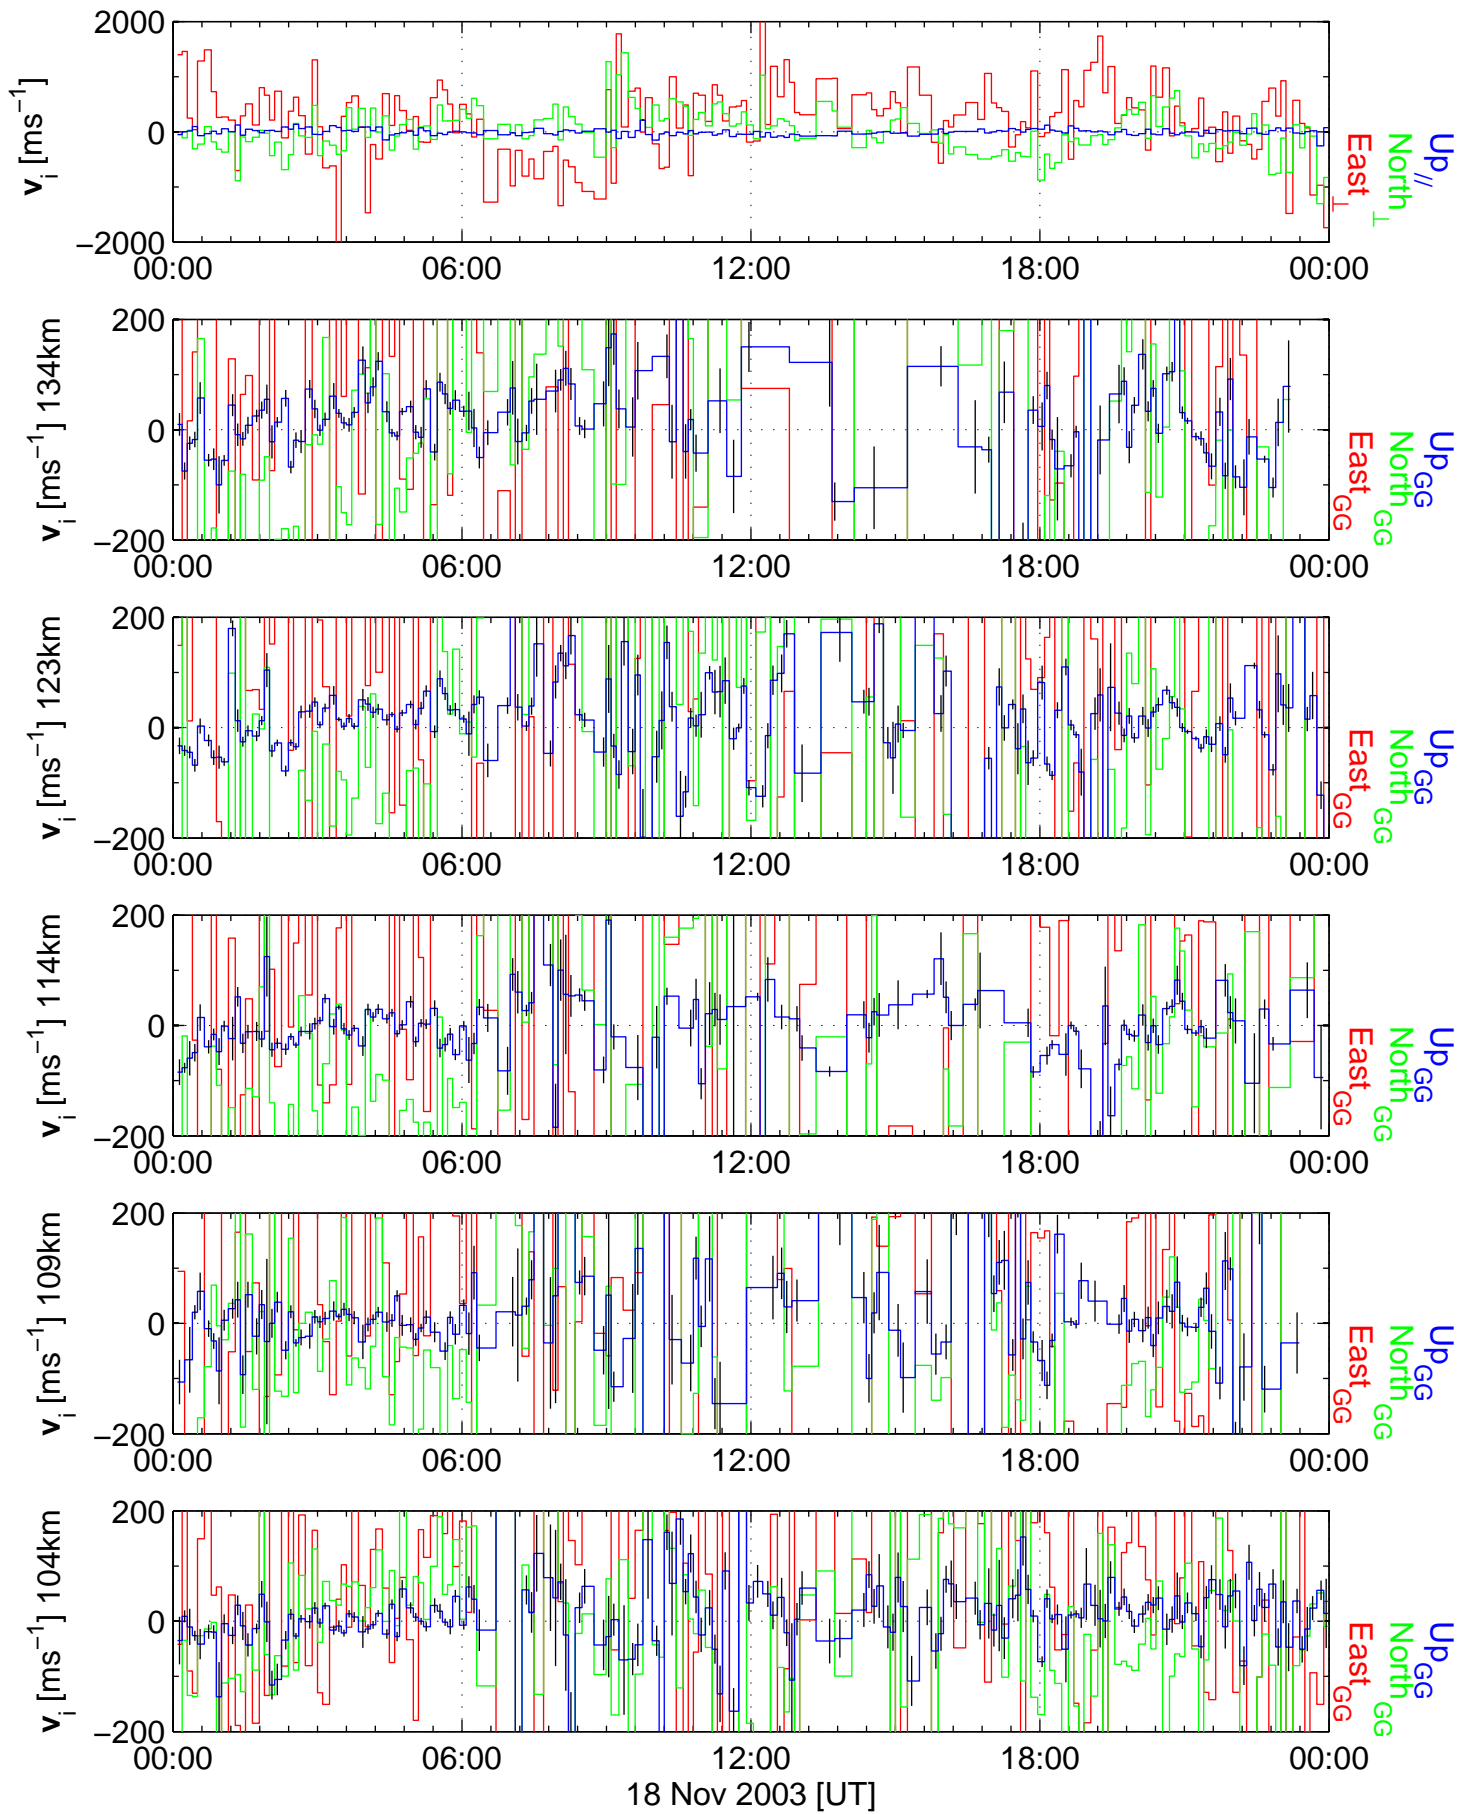 2000
0
−2000
v_i [ms^−1]
00:00 06:00 12:00 18:00 00:00
East_⊥
North_⊥
Up_//
200
0
−200
v_i [ms^−1] 134km
00:00 06:00 12:00 18:00 00:00
East_GG
North_GG
Up_GG
200
0
−200
v_i [ms^−1] 123km
00:00 06:00 12:00 18:00 00:00
East_GG
North_GG
Up_GG
200
0
−200
v_i [ms^−1] 114km
00:00 06:00 12:00 18:00 00:00
East_GG
North_GG
Up_GG
200
0
−200
v_i [ms^−1] 109km
00:00 06:00 12:00 18:00 00:00
East_GG
North_GG
Up_GG
200
0
−200
v_i [ms^−1] 104km
00:00 06:00 12:00 18:00 00:00
East_GG
North_GG
Up_GG
18 Nov 2003 [UT]